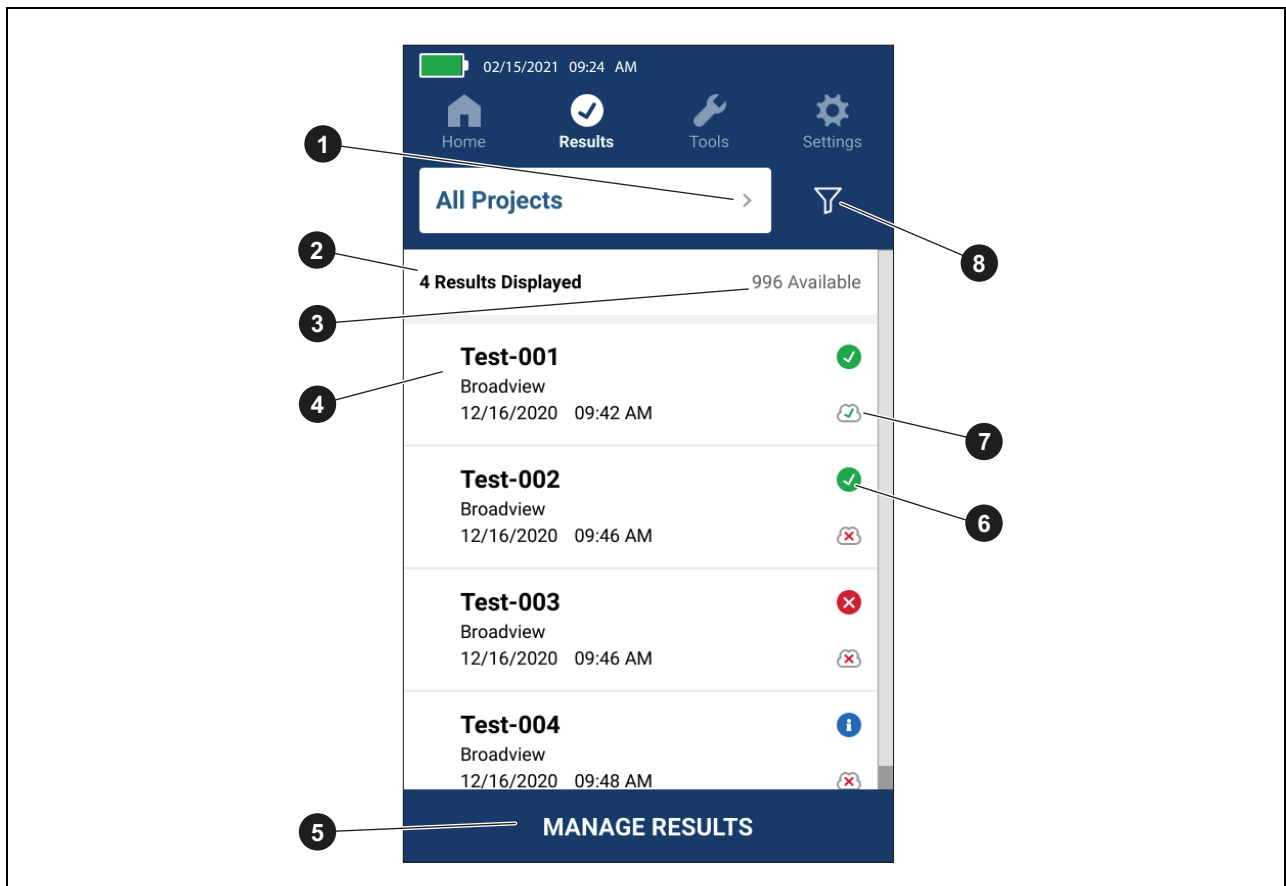 02/15/2021 09:24 AM
Home Results Tools Settings
1
All Projects
8
2
4 Results Displayed 996 Available
3
Test-001
4
Broadview
12/16/2020 09:42 AM
7
Test-002
Broadview
6
12/16/2020 09:46 AM
Test-003
Broadview
12/16/2020 09:46 AM
Test-004
Broadview
12/16/2020 09:48 AM
5
MANAGE RESULTS